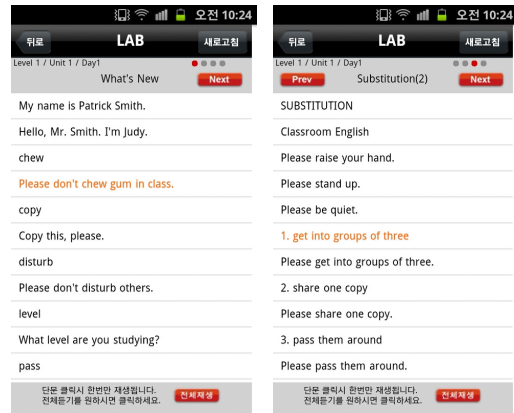 오전 10:24
뒤로
LAB
새로고침
Level 1 / Unit 1 / Day1
What's New
Next
My name is Patrick Smith.
Hello, Mr. Smith. I'm Judy.
chew
Please don't chew gum in class.
copy
Copy this, please.
disturb
Please don't disturb others.
level
What level are you studying?
pass
단문 클릭시 한번만 재생됩니다.
전체듣기를 원하시면 클릭하세요.
전체재생
오전 10:24
뒤로
LAB
새로고침
Level 1 / Unit 1 / Day1
Prev
Substitution(2)
Next
SUBSTITUTION
Classroom English
Please raise your hand.
Please stand up.
Please be quiet.
1. get into groups of three
Please get into groups of three.
2. share one copy
Please share one copy.
3. pass them around
Please pass them around.
단문 클릭시 한번만 재생됩니다.
전체듣기를 원하시면 클릭하세요.
전체재생